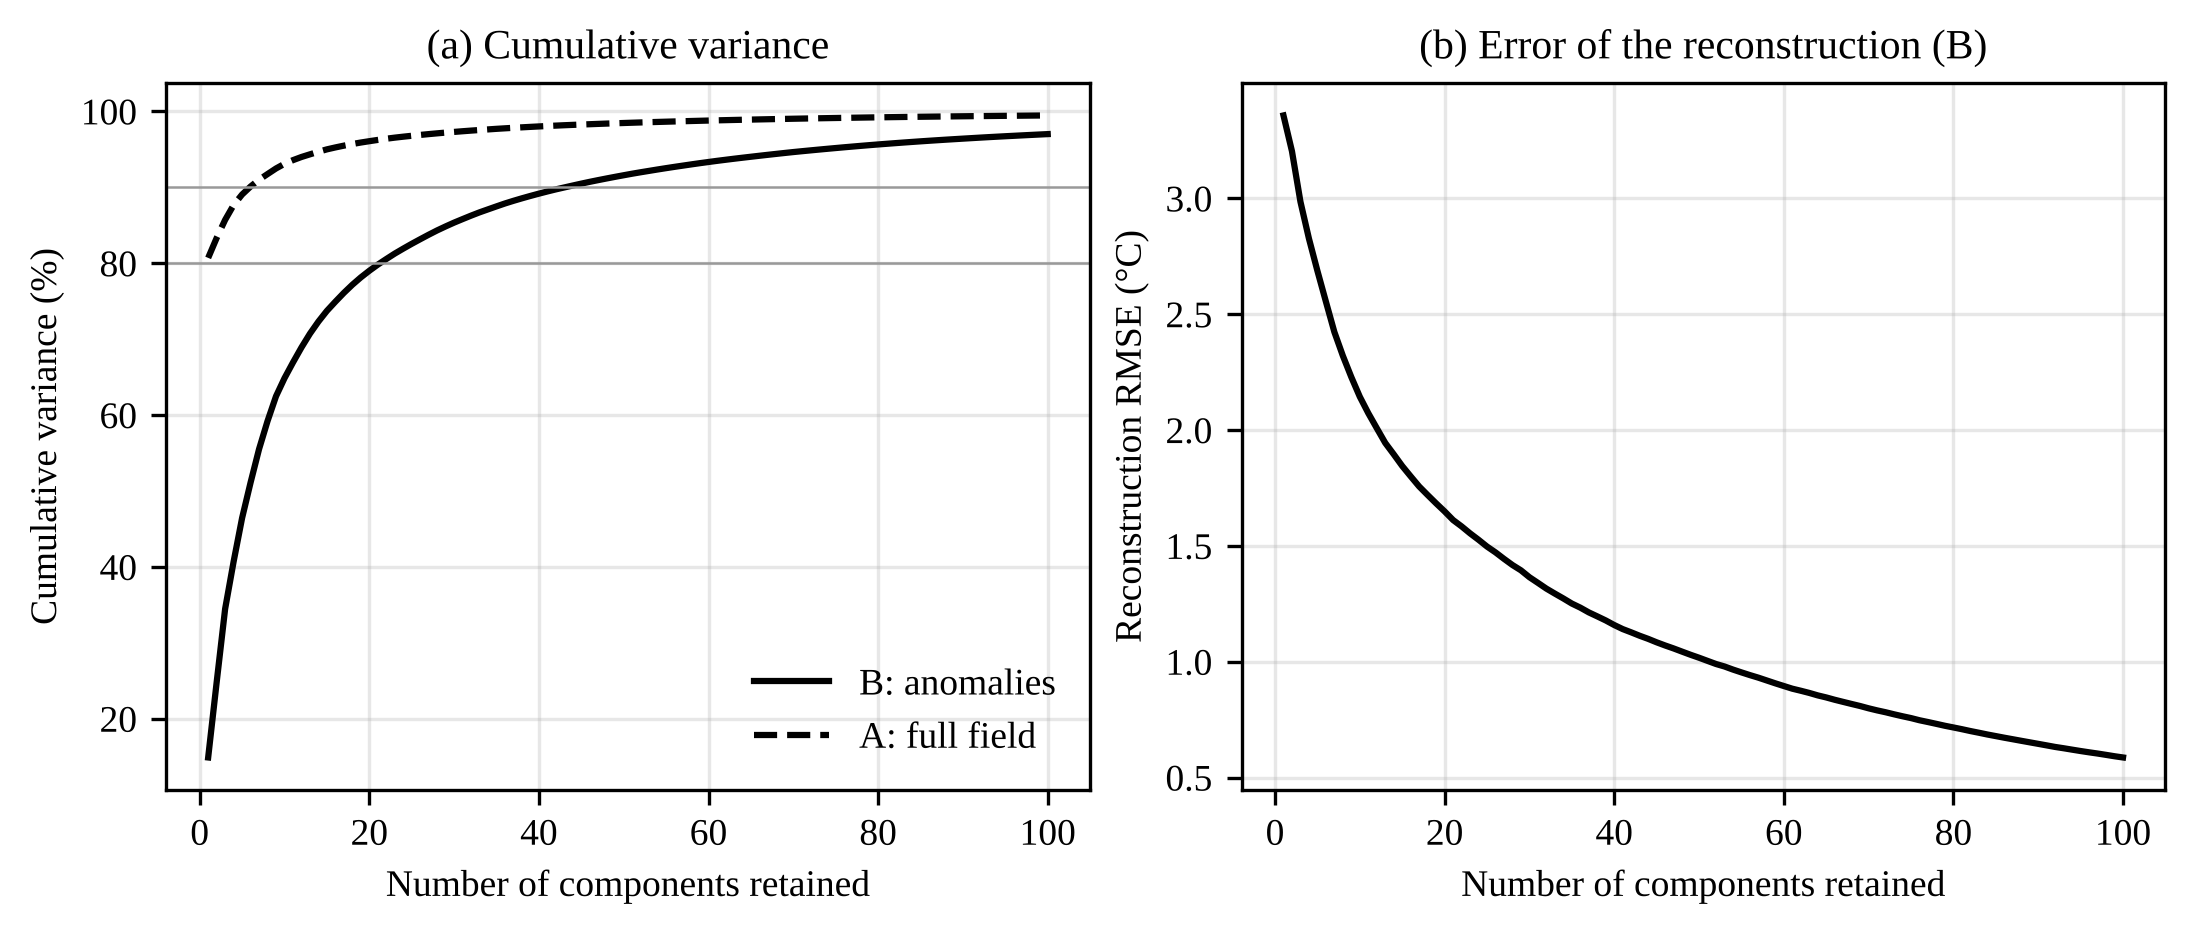 (a) Cumulative variance
Cumulative variance (%)
100
80
60
40
20
B: anomalies
A: full field
0 20 40 60 80 100
Number of components retained
(b) Error of the reconstruction (B)
Reconstruction RMSE (°C)
3.0
2.5
2.0
1.5
1.0
0.5
0 20 40 60 80 100
Number of components retained